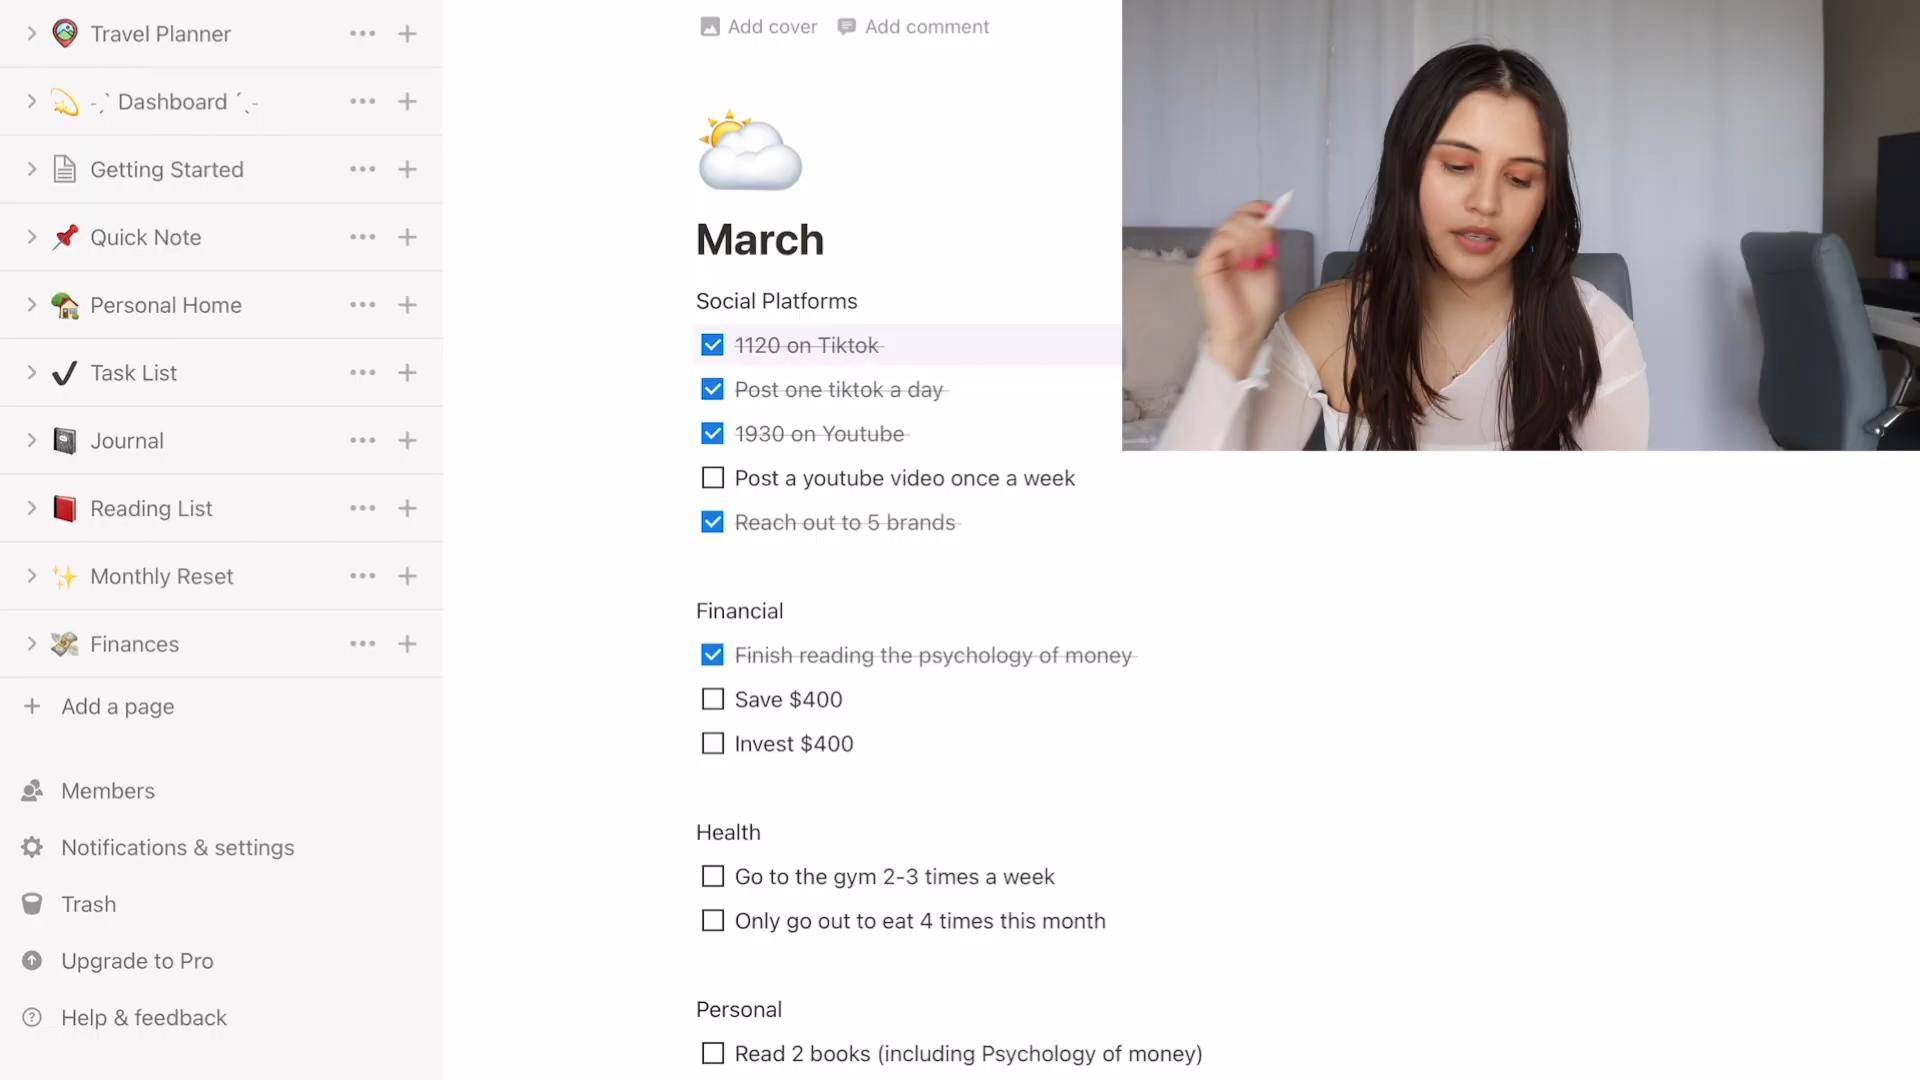 Travel Planner
-ˏˋ Dashboard ˊˎ-
Getting Started
Quick Note
Personal Home
Task List
Journal
Reading List
Monthly Reset
Finances
Add a page
Members
Notifications & settings
Trash
Upgrade to Pro
Help & feedback
Add cover Add comment
March
Social Platforms
1120 on Tiktok
Post one tiktok a day
1930 on Youtube
Post a youtube video once a week
Reach out to 5 brands
Financial
Finish reading the psychology of money
Save $400
Invest $400
Health
Go to the gym 2-3 times a week
Only go out to eat 4 times this month
Personal
Read 2 books (including Psychology of money)